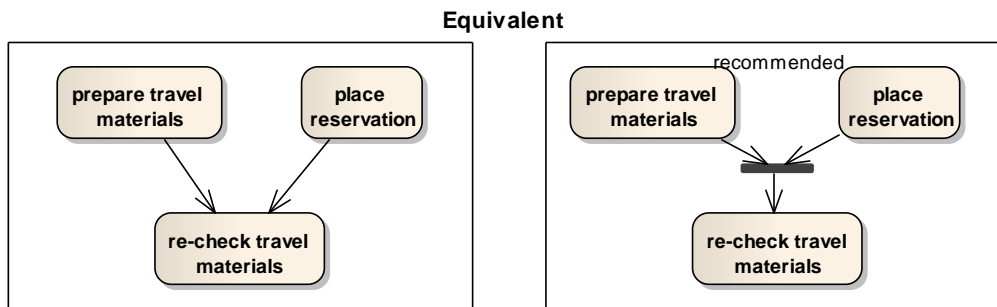 Equivalent
prepare travel
materials
place
reservation
re-check travel
materials
recommended
prepare travel
materials
place
reservation
re-check travel
materials